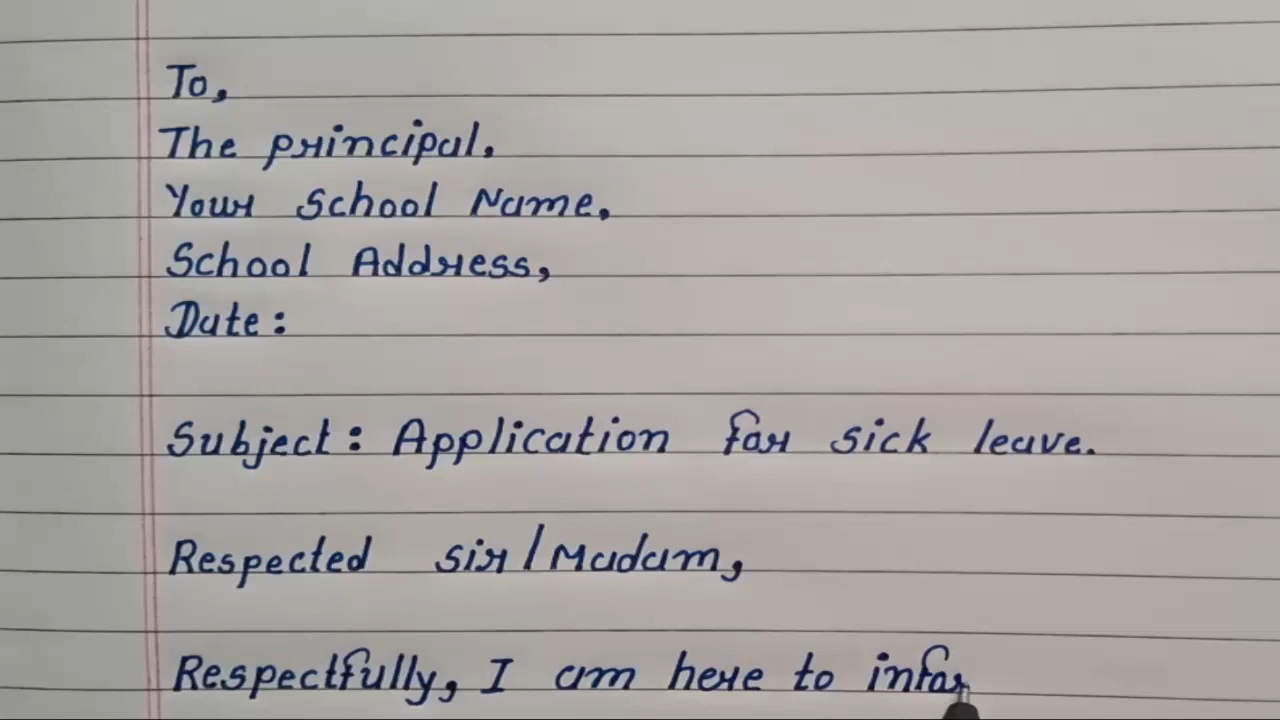 To,
The principal.
Your School Name.
School Address,
Date:
Subject: Application for sick leave.
Respected sir/Madam,
Respectfully, I am here to infor